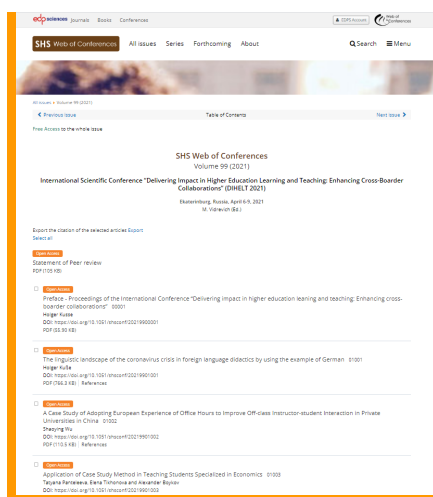 edp sciences Journals Books Conferences
EDPS Account Web of Conferences
SHS Web of Conferences All issues Series Forthcoming About Search Menu
All issues > Volume 99 (2021)
Previous issue Table of Contents Next issue
Free Access to the whole issue
SHS Web of Conferences
Volume 99 (2021)
International Scientific Conference "Delivering Impact in Higher Education Learning and Teaching: Enhancing Cross-Boarder
Collaborations" (DIHELT 2021)
Ekaterinburg, Russia, April 6-9, 2021
M. Vidrevich (Ed.)
Export the citation of the selected articles Export
Select all
Open Access
Statement of Peer review
PDF (105 KB)
Open Access
Preface - Proceedings of the International Conference "Delivering impact in higher education leaning and teaching: Enhancing cross-
boarder collaborations" 00001
Holger Kusse
DOI: https://doi.org/10.1051/shsconf/20219900001
PDF (55.93 KB)
Open Access
The linguistic landscape of the coronavirus crisis in foreign language didactics by using the example of German 01001
Holger Kuße
DOI: https://doi.org/10.1051/shsconf/20219901001
PDF (766.3 KB) | References
Open Access
A Case Study of Adopting European Experience of Office Hours to Improve Off-class Instructor-student Interaction in Private
Universities in China 01002
Shaoying Wu
DOI: https://doi.org/10.1051/shsconf/20219901002
PDF (110.5 KB) | References
Open Access
Application of Case Study Method in Teaching Students Specialized in Economics 01003
Tatyana Panteleeva, Elena Tikhonova and Alexander Boykov
DOI: https://doi.org/10.1051/shsconf/20219901003